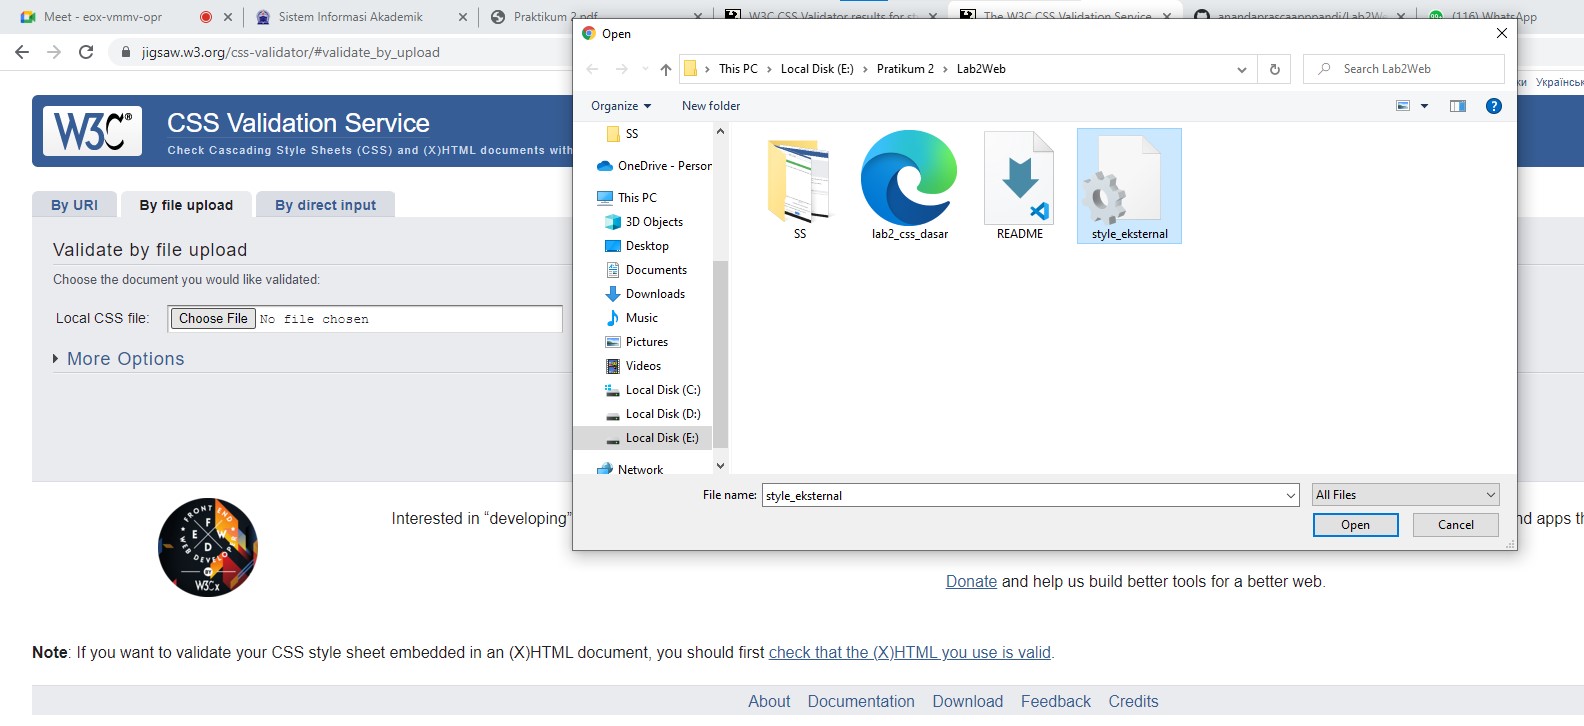 Meet - eox-vmmv-opr
Sistem Informasi Akademik
Praktikum 2.pdf
W3C CSS Validator results for st
The W3C CSS Validation Service
(116) WhatsApp
jigsaw.w3.org/css-validator/#validate_by_upload
Open
This PC > Local Disk (E:) > Pratikum 2 > Lab2Web
Search Lab2Web
Українськ
W3C®
CSS Validation Service
Check Cascading Style Sheets (CSS) and (X)HTML documents with
Organize
New folder
SS
OneDrive - Person
This PC
3D Objects
Desktop
Documents
Downloads
Music
Pictures
Videos
Local Disk (C:)
Local Disk (D:)
Local Disk (E:)
Network
SS
lab2_css_dasar
README
style_eksternal
By URI
By file upload
By direct input
Validate by file upload
Choose the document you would like validated:
Local CSS file:
Choose File No file chosen
More Options
File name:
style_eksternal
All Files
Open
Cancel
FRONT END
F
E
D
W
WEB DEVELOPER
BY
W3Cx
Interested in “developing”
nd apps th
Donate and help us build better tools for a better web.
Note: If you want to validate your CSS style sheet embedded in an (X)HTML document, you should first check that the (X)HTML you use is valid.
About Documentation Download Feedback Credits